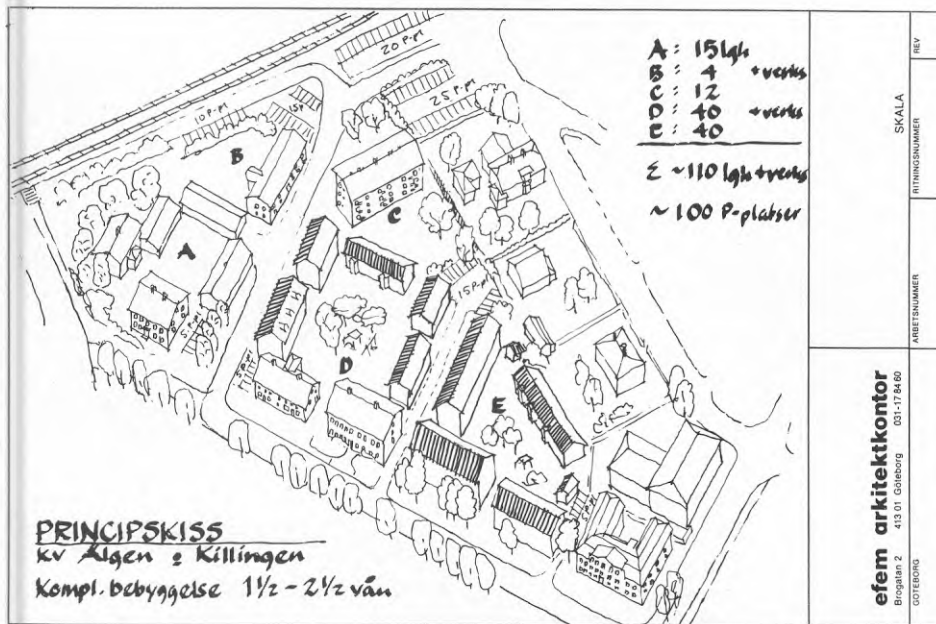 20 P-pl
25 P-pl
10 P-pl
15P
B
C
A
15 P-pl
D
E
A: 15 lgh
B: 4 + verks
C: 12
D: 40 + verks
E: 40
Σ ~110 lgh + verks
~100 P-platser
PRINCIPSKISS
kv Älgen o Killingen
Kompl. bebyggelse 1½ - 2½ vån
SKALA
REV
RITNINGSNUMMER
ARBETSNUMMER
efem arkitektkontor
Brogatan 2 413 01 Göteborg 031-17 84 60
GÖTEBORG